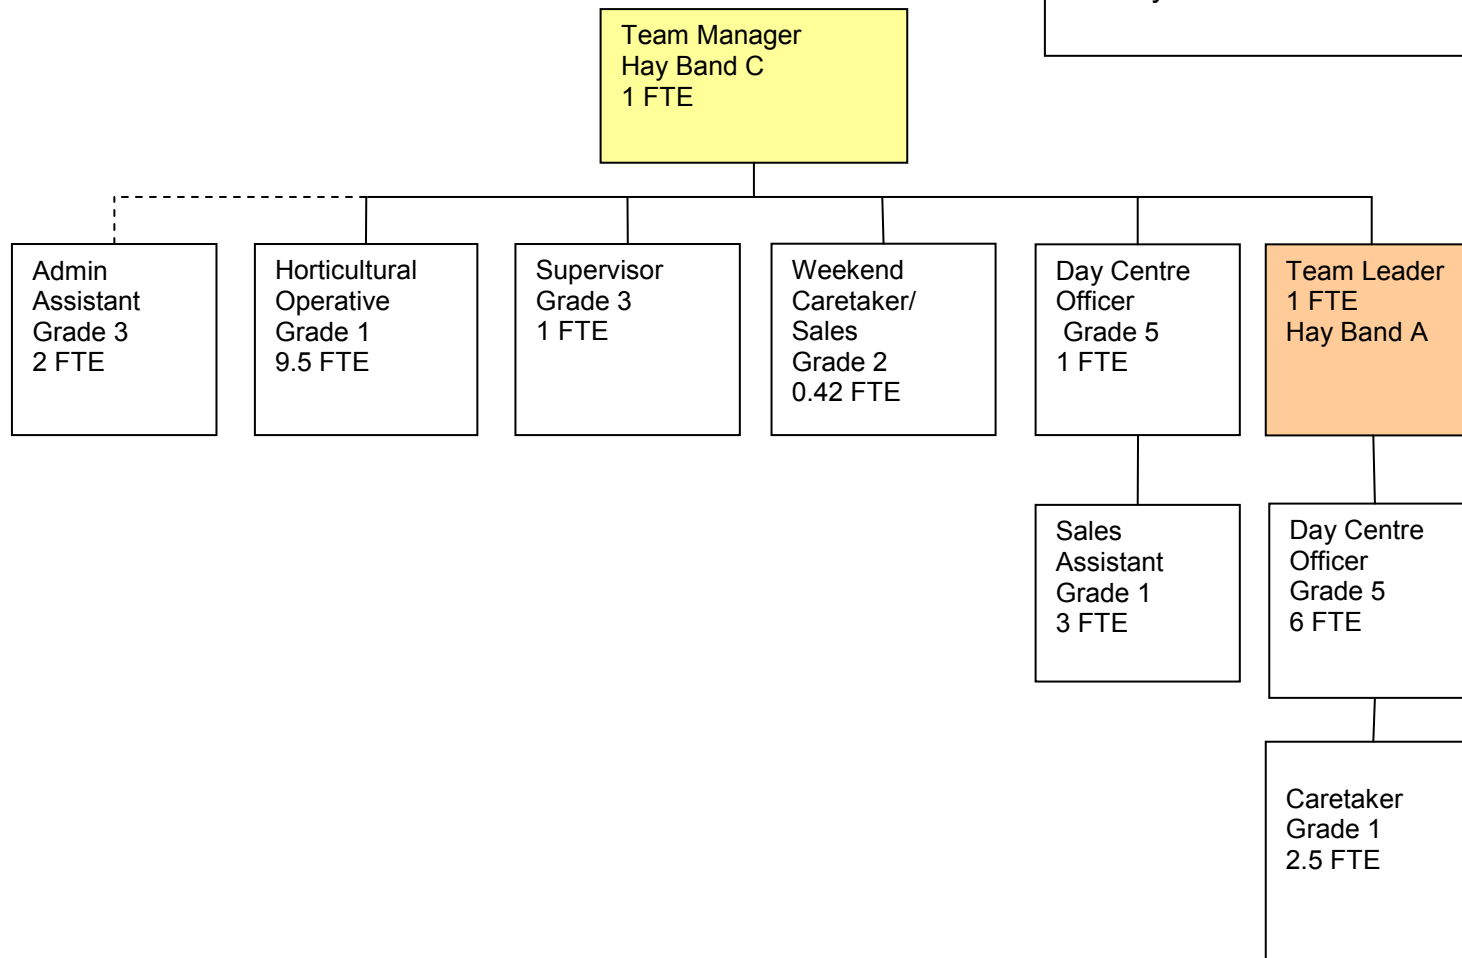 Team Manager
Hay Band C
1 FTE
Admin
Assistant
Grade 3
2 FTE
Horticultural
Operative
Grade 1
9.5 FTE
Supervisor
Grade 3
1 FTE
Weekend
Caretaker/
Sales
Grade 2
0.42 FTE
Day Centre
Officer
Grade 5
1 FTE
Team Leader
1 FTE
Hay Band A
Sales
Assistant
Grade 1
3 FTE
Day Centre
Officer
Grade 5
6 FTE
Caretaker
Grade 1
2.5 FTE